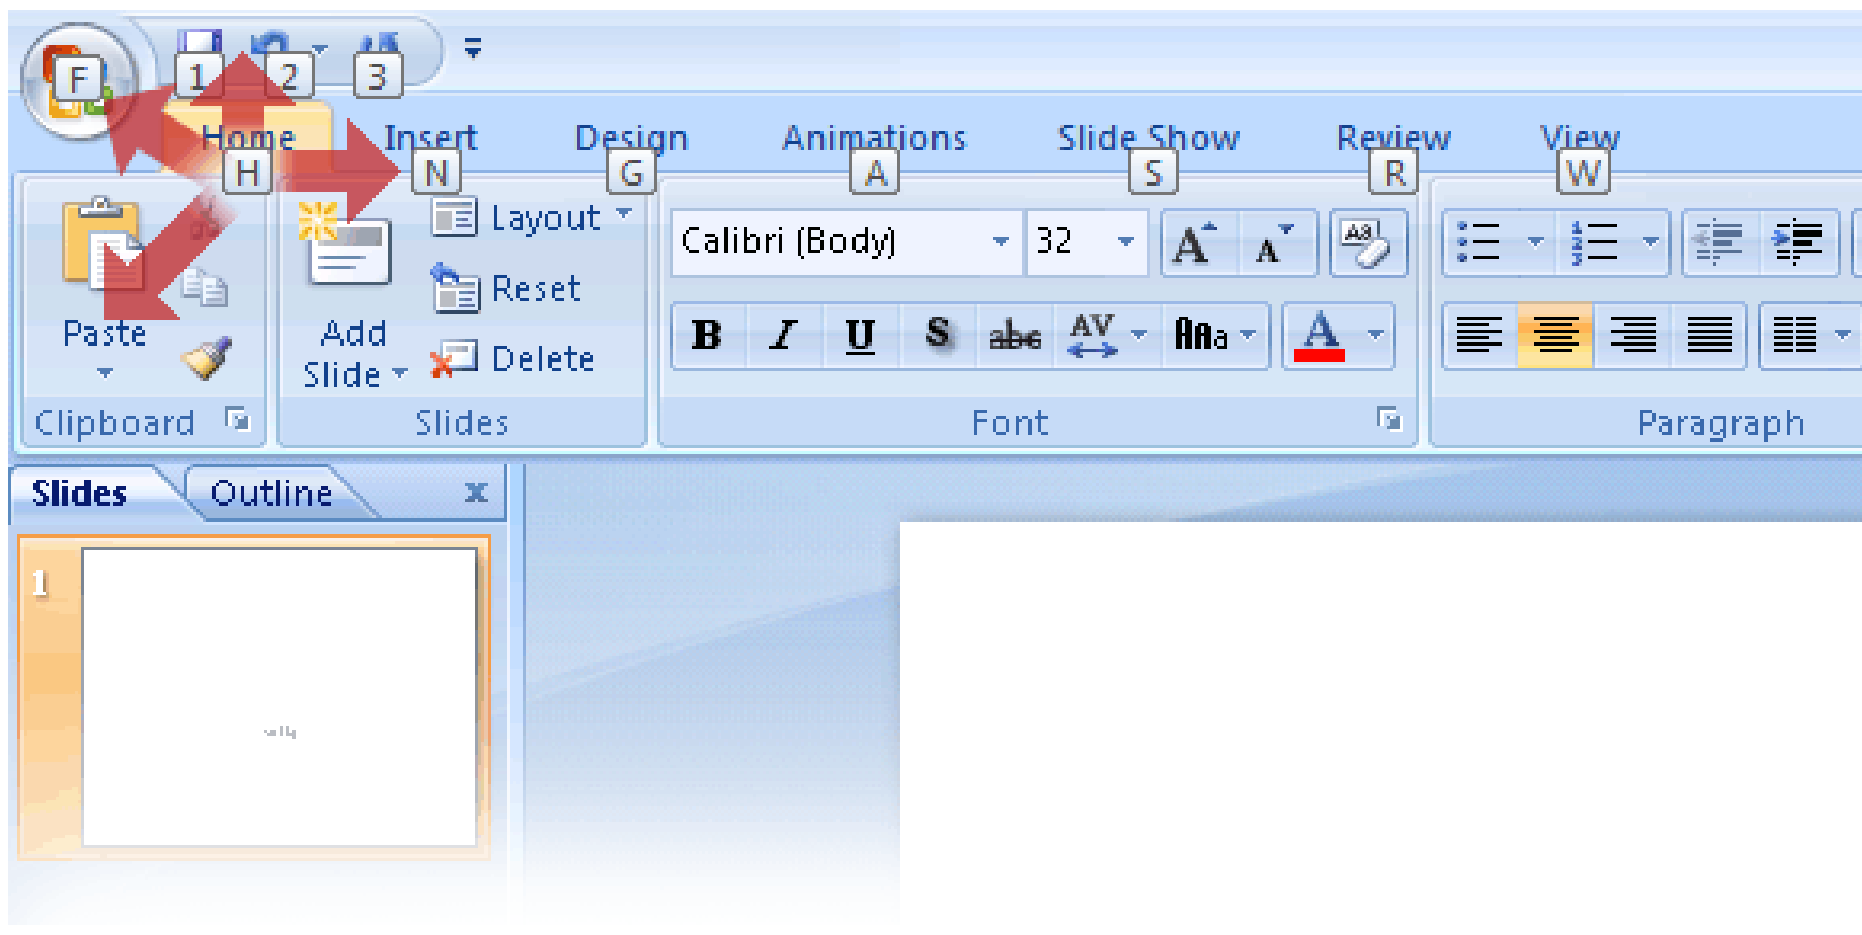 F 1 2 3
Home Insert Design Animations Slide Show Review View
H N G A S R W
Layout
Calibri (Body) 32 A A Aa
Reset
Paste Add Slide
B I U S abc AV AAa A
Delete
Clipboard Slides Font Paragraph
Slides Outline x
1